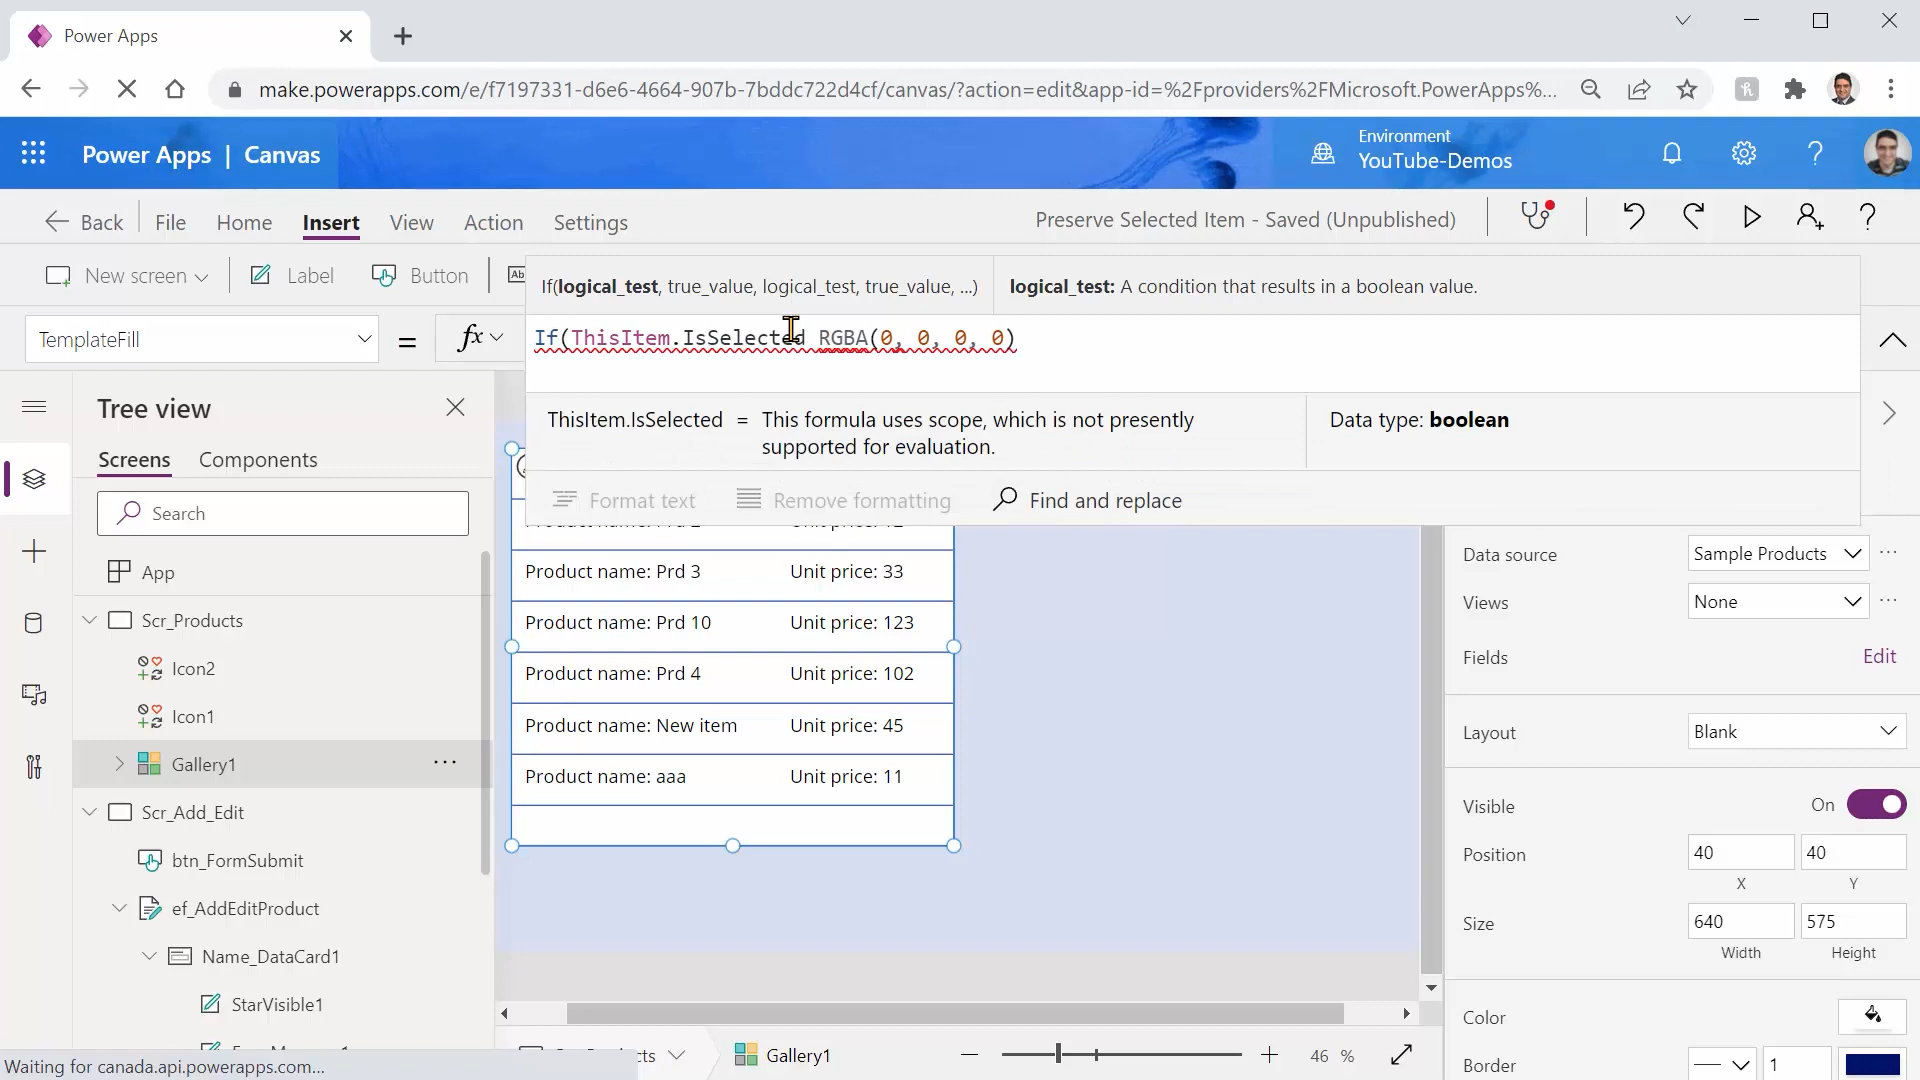 Power Apps
make.powerapps.com/e/f7197331-d6e6-4664-907b-7bddc722d4cf/canvas/?action=edit&app-id=%2Fproviders%2FMicrosoft.PowerApps%...
Power Apps | Canvas
Environment
YouTube-Demos
Back
File
Home
Insert
View
Action
Settings
Preserve Selected Item - Saved (Unpublished)
New screen
Label
Button
If(logical_test, true_value, logical_test, true_value, ...)
logical_test: A condition that results in a boolean value.
TemplateFill
=
fx
If(ThisItem.IsSelected RGBA(0, 0, 0, 0)
ThisItem.IsSelected = This formula uses scope, which is not presently
supported for evaluation.
Data type: boolean
Format text
Remove formatting
Find and replace
Tree view
Screens
Components
Search
App
Scr_Products
Icon2
Icon1
Gallery1
Scr_Add_Edit
btn_FormSubmit
ef_AddEditProduct
Name_DataCard1
StarVisible1
Waiting for canada.api.powerapps.com...
Product name: Prd 3 Unit price: 33
Product name: Prd 10 Unit price: 123
Product name: Prd 4 Unit price: 102
Product name: New item Unit price: 45
Product name: aaa Unit price: 11
Gallery1
46 %
Data source
Sample Products
Views
None
Fields
Edit
Layout
Blank
Visible
On
Position
40
40
X
Y
Size
640
575
Width
Height
Color
Border
1